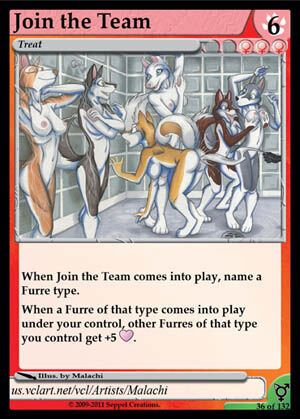 Join the Team
6
Treat
When Join the Team comes into play, name a
Furre type.
When a Furre of that type comes into play
under your control, other Furres of that type
you control get +5 .
Illus. by Malachi
us.vclart.net/vcl/Artists/Malachi
© 2009-2011 Seppel Creations.
36 of 132